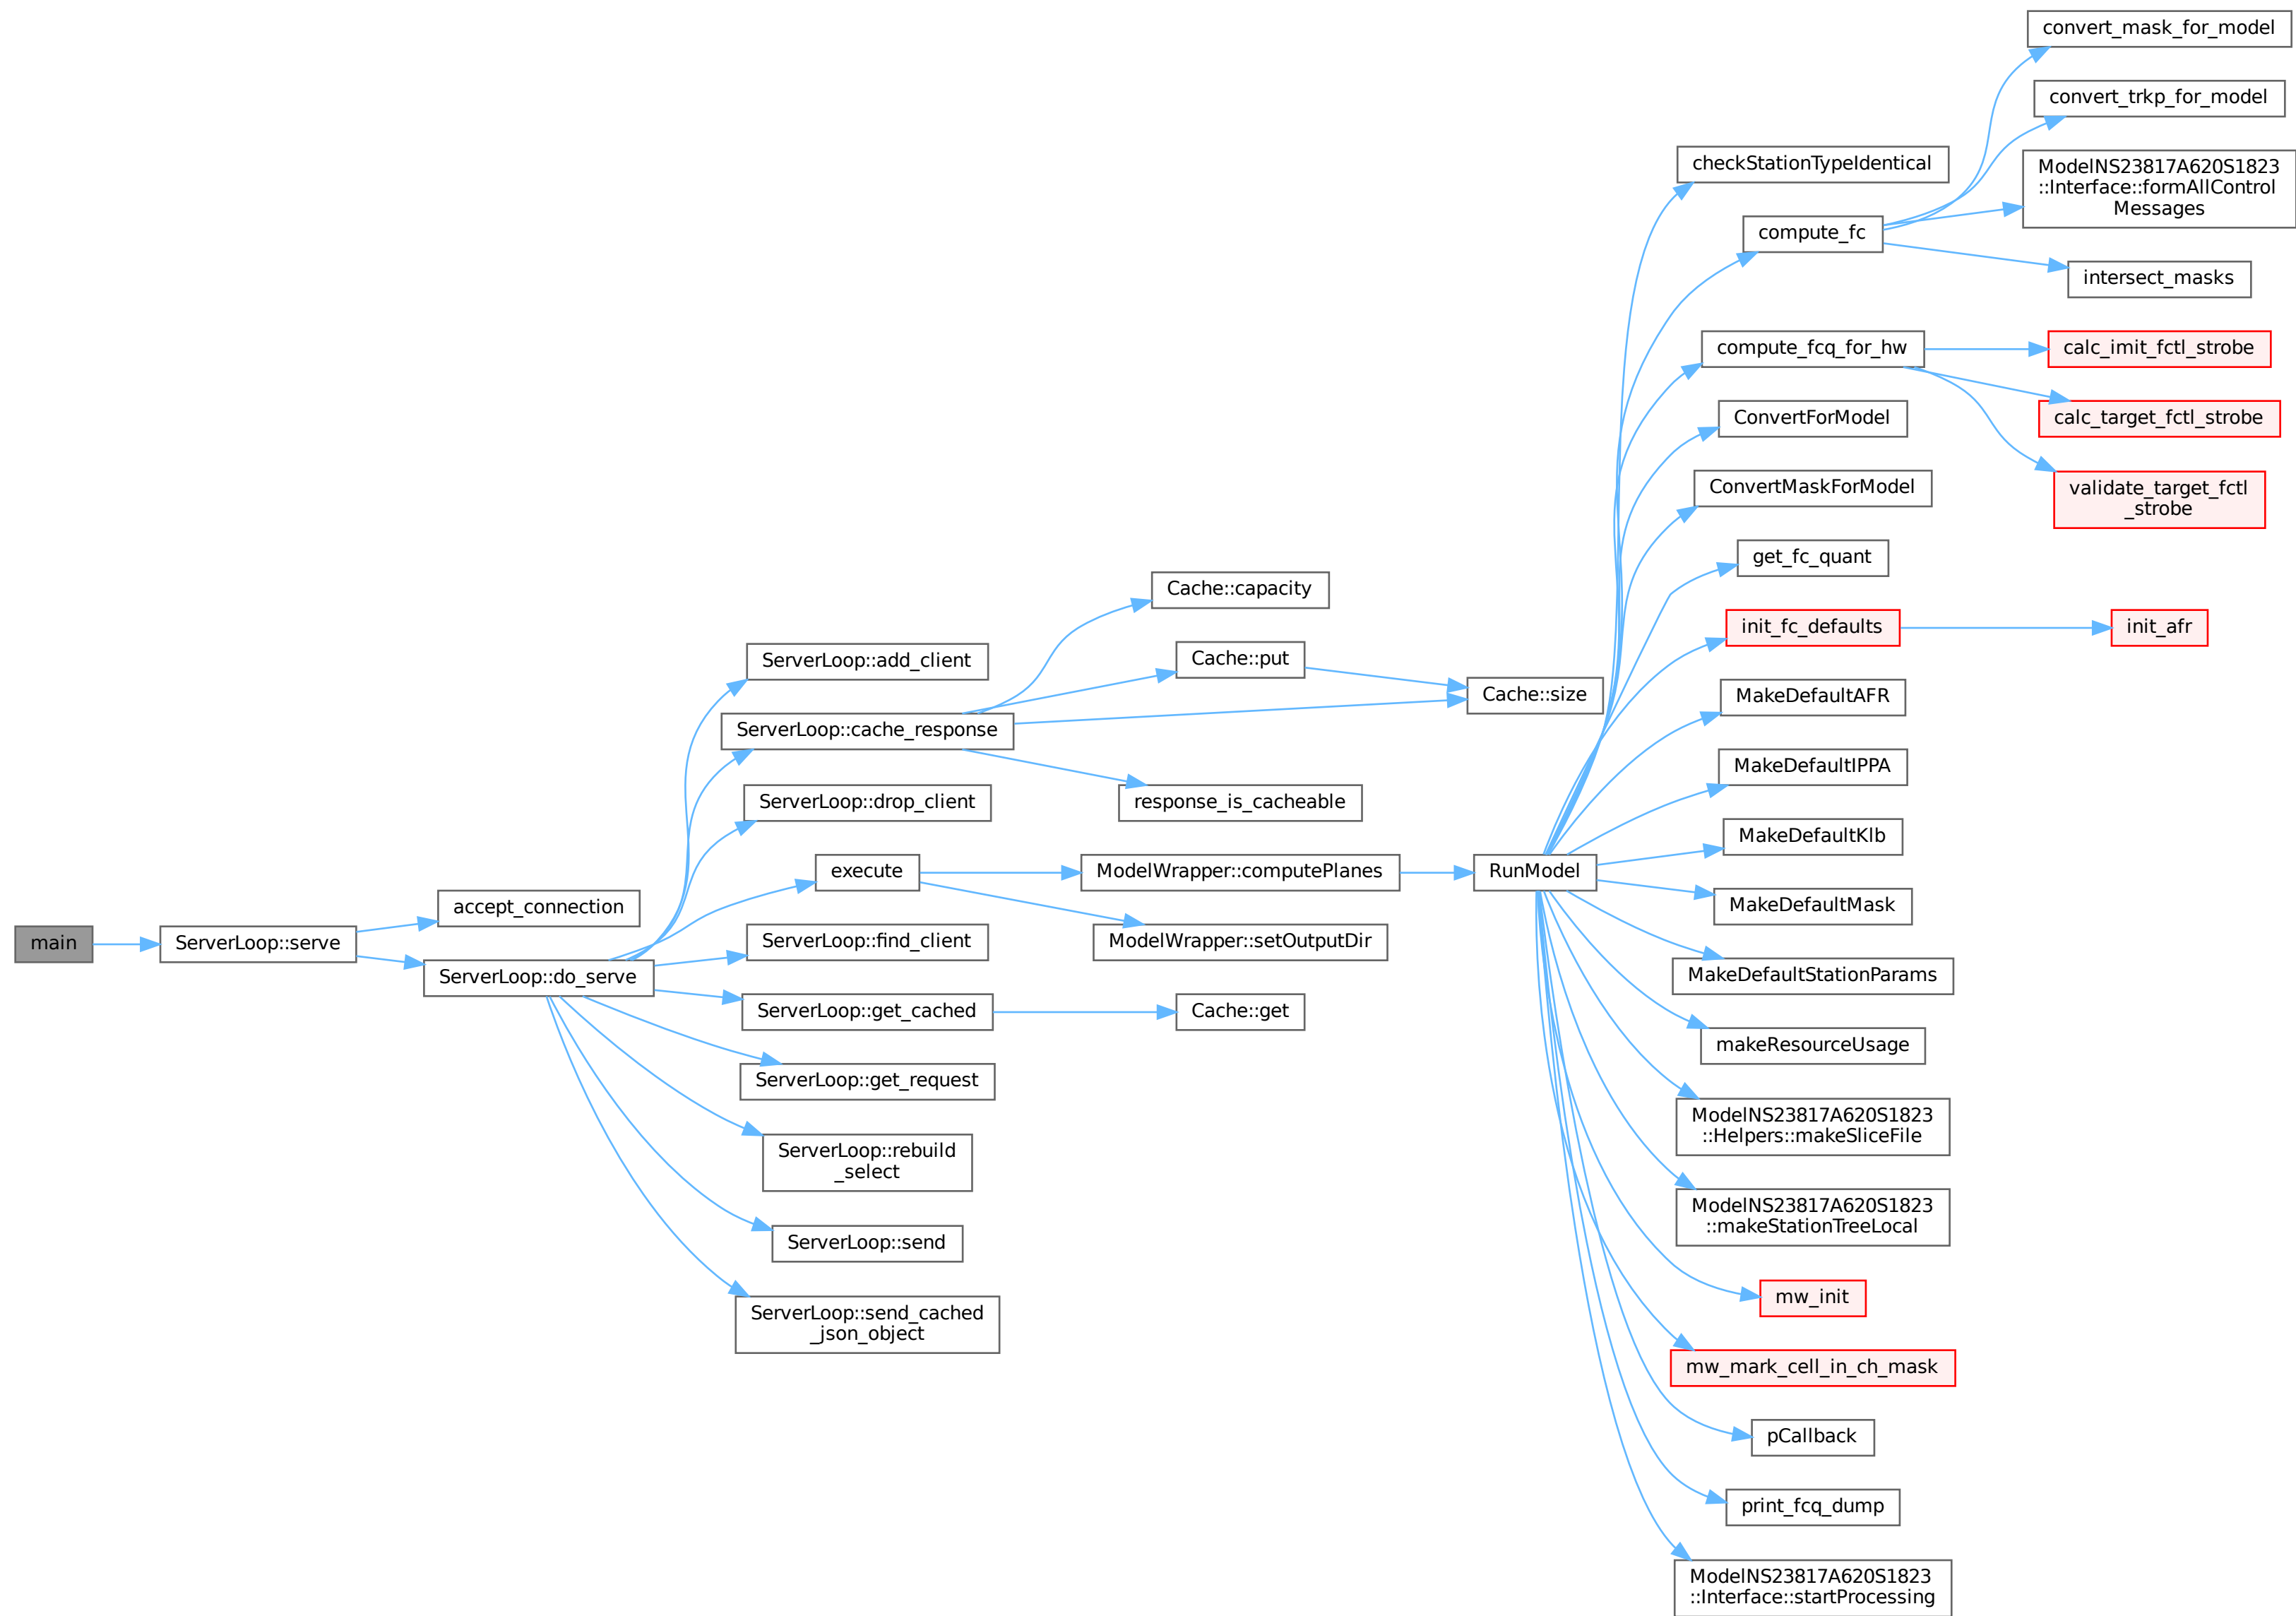 main
ServerLoop::serve
accept_connection
ServerLoop::do_serve
ServerLoop::add_client
ServerLoop::cache_response
ServerLoop::drop_client
execute
ServerLoop::find_client
ServerLoop::get_cached
ServerLoop::get_request
ServerLoop::rebuild
_select
ServerLoop::send
ServerLoop::send_cached
_json_object
Cache::capacity
Cache::put
Cache::size
response_is_cacheable
ModelWrapper::computePlanes
ModelWrapper::setOutputDir
Cache::get
RunModel
checkStationTypeIdentical
compute_fc
compute_fcq_for_hw
ConvertForModel
ConvertMaskForModel
get_fc_quant
init_fc_defaults
MakeDefaultAFR
MakeDefaultIPPA
MakeDefaultKlb
MakeDefaultMask
MakeDefaultStationParams
makeResourceUsage
ModelNS23817A620S1823
::Helpers::makeSliceFile
ModelNS23817A620S1823
::makeStationTreeLocal
mw_init
mw_mark_cell_in_ch_mask
pCallback
print_fcq_dump
ModelNS23817A620S1823
::Interface::startProcessing
convert_mask_for_model
convert_trkp_for_model
ModelNS23817A620S1823
::Interface::formAllControl
Messages
intersect_masks
calc_imit_fctl_strobe
calc_target_fctl_strobe
validate_target_fctl
_strobe
init_afr